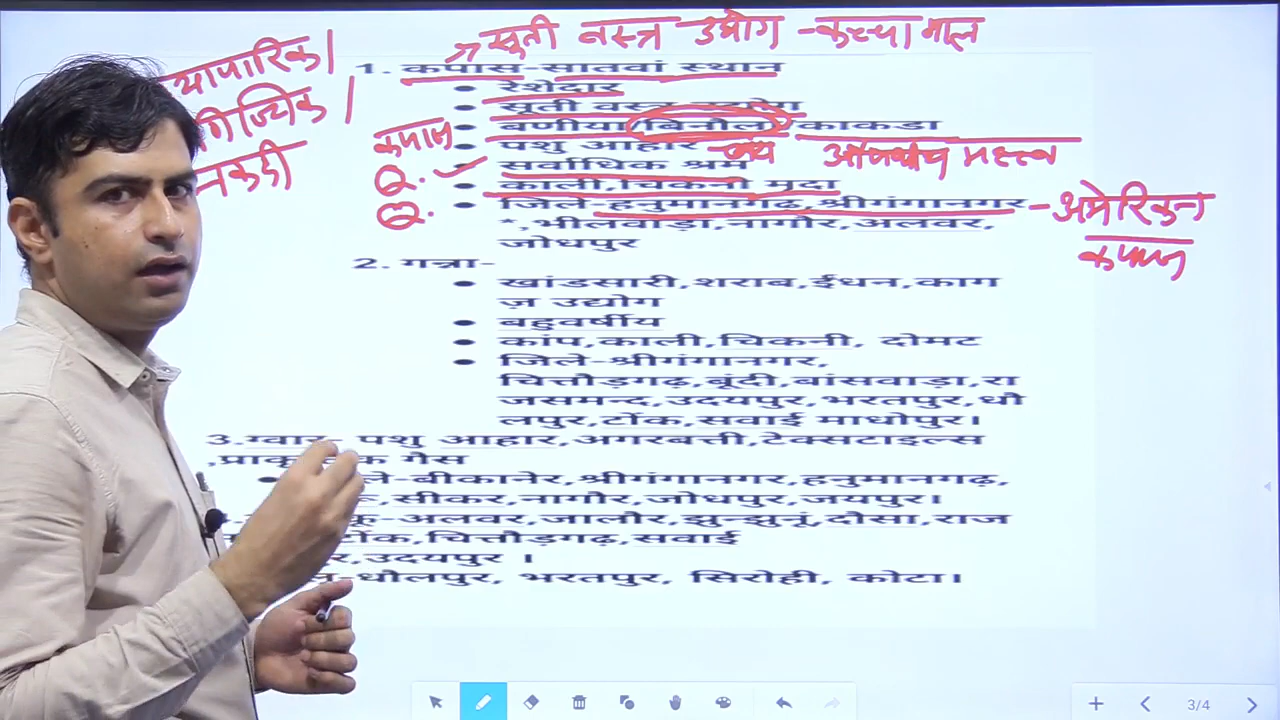 सूती वस्त्र उद्योग - कच्चा माल
1. कपास-सातवां स्थान
व्यापारिक/
• रेशेदार
• सूती वस्त्र उद्योग
नकदी
कपास
• बणीया/बिनौल/काकडा
• पशु आहार
औषधीय महत्त्व
Q. • सर्वाधिक श्रम
• काली,चिकनी मृदा
Q. • जिले-हनुमानगढ़,श्रीगंगानगर - अमेरिकन
*,भीलवाड़ा,नागौर,अलवर,
कपास
जोधपुर
2. गन्ना-
• खांडसारी,शराब,ईधन,काग
ज़ उद्योग
• बहुवर्षीय
• कांप,काली,चिकनी, दोमट
• जिले-श्रीगंगानगर,
चित्तौड़गढ़,बूंदी,बांसवाड़ा,रा
जसमन्द,उदयपुर,भरतपुर,धौ
लपुर,टोंक,सवाई माधोपुर।
3.ग्वार- पशु आहार,अगरबत्ती,टेक्सटाइल्स
गैस
-बीकानेर,श्रीगंगानगर,हनुमानगढ़,
,सीकर,नागौर,जोधपुर,जयपुर।
-अलवर,जालौर,झुन्झुनूं,दौसा,राज
टोंक,चित्तौड़गढ़,सवाई
,उदयपुर ।
,धौलपुर, भरतपुर, सिरोही, कोटा।
3/4